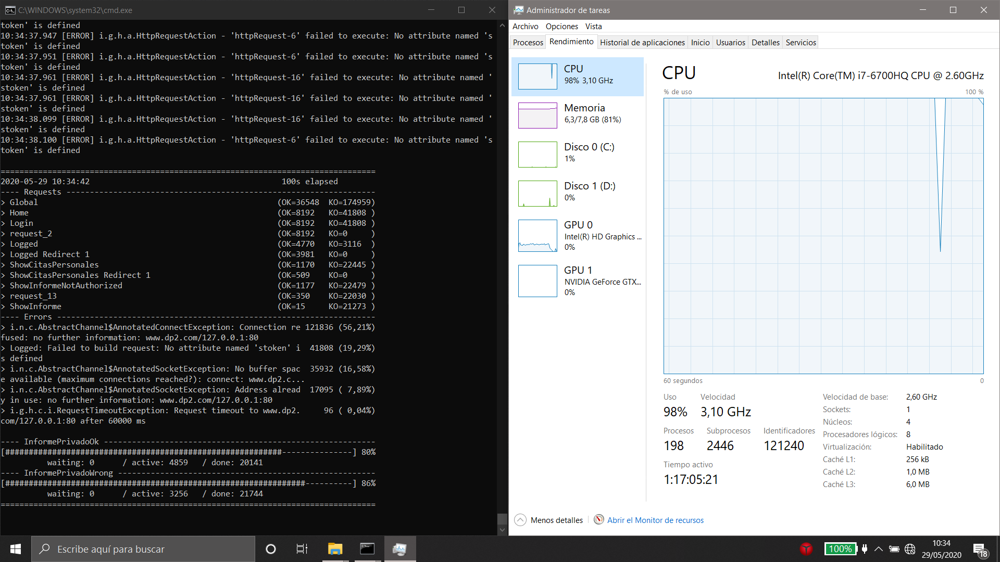 C:\WINDOWS\system32\cmd.exe
token' is defined
10:34:37.947 [ERROR] i.g.h.a.HttpRequestAction - 'httpRequest-6' failed to execute: No attribute named 's
token' is defined
10:34:37.951 [ERROR] i.g.h.a.HttpRequestAction - 'httpRequest-6' failed to execute: No attribute named 's
token' is defined
10:34:37.961 [ERROR] i.g.h.a.HttpRequestAction - 'httpRequest-16' failed to execute: No attribute named '
stoken' is defined
10:34:37.961 [ERROR] i.g.h.a.HttpRequestAction - 'httpRequest-16' failed to execute: No attribute named '
stoken' is defined
10:34:38.099 [ERROR] i.g.h.a.HttpRequestAction - 'httpRequest-16' failed to execute: No attribute named '
stoken' is defined
10:34:38.100 [ERROR] i.g.h.a.HttpRequestAction - 'httpRequest-6' failed to execute: No attribute named 's
token' is defined
================================================================================
2020-05-29 10:34:42                                         100s elapsed
---- Requests ------------------------------------------------------------------
> Global                                                   (OK=36548  KO=174959)
> Home                                                     (OK=8192   KO=41808 )
> Login                                                    (OK=8192   KO=41808 )
> request_2                                                (OK=8192   KO=0     )
> Logged                                                   (OK=4770   KO=3116  )
> Logged Redirect 1                                        (OK=3981   KO=0     )
> ShowCitasPersonales                                      (OK=1170   KO=22445 )
> ShowCitasPersonales Redirect 1                           (OK=509    KO=0     )
> ShowInformeNotAuthorized                                 (OK=1177   KO=22479 )
> request_13                                               (OK=350    KO=22030 )
> ShowInforme                                              (OK=15     KO=21273 )
---- Errors --------------------------------------------------------------------
> i.n.c.AbstractChannel$AnnotatedConnectException: Connection re 121836 (56,21%)
fused: no further information: www.dp2.com/127.0.0.1:80
> Logged: Failed to build request: No attribute named 'stoken' i  41808 (19,29%)
s defined
> i.n.c.AbstractChannel$AnnotatedSocketException: No buffer spac  35932 (16,58%)
e available (maximum connections reached?): connect: www.dp2.c...
> i.n.c.AbstractChannel$AnnotatedSocketException: Address alread  17095 ( 7,89%)
y in use: no further information: www.dp2.com/127.0.0.1:80
> i.g.h.c.i.RequestTimeoutException: Request timeout to www.dp2.     96 ( 0,04%)
com/127.0.0.1:80 after 60000 ms
---- InformePrivadoOk ----------------------------------------------------------
[###########################################################---------------] 80%
          waiting: 0      / active: 4859   / done: 20141
---- InformePrivadoWrong -------------------------------------------------------
[################################################################----------] 86%
          waiting: 0      / active: 3256   / done: 21744
================================================================================
Administrador de tareas
Archivo Opciones Vista
Procesos Rendimiento Historial de aplicaciones Inicio Usuarios Detalles Servicios
CPU
98% 3,10 GHz
Memoria
6,3/7,8 GB (81%)
Disco 0 (C:)
1%
Disco 1 (D:)
0%
GPU 0
Intel(R) HD Graphics ...
0%
GPU 1
NVIDIA GeForce GTX...
0%
CPU Intel(R) Core(TM) i7-6700HQ CPU @ 2.60GHz
% de uso 100 %
60 segundos 0
Uso Velocidad
98% 3,10 GHz
Procesos Subprocesos Identificadores
198 2446 121240
Tiempo activo
1:17:05:21
Velocidad de base: 2,60 GHz
Sockets: 1
Núcleos: 4
Procesadores lógicos: 8
Virtualización: Habilitado
Caché L1: 256 kB
Caché L2: 1,0 MB
Caché L3: 6,0 MB
Menos detalles Abrir el Monitor de recursos
Escribe aquí para buscar
100%
10:34
29/05/2020
18